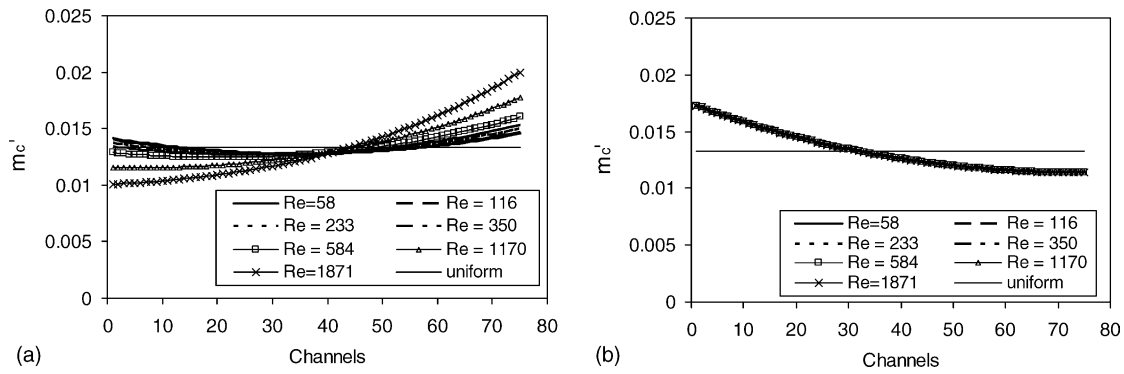 0.025
0.02
0.015
0.01
0.005
0
mc'
0 10 20 30 40 50 60 70 80
Channels
Re=58 Re = 116
Re = 233 Re = 350
Re = 584 Re = 1170
Re=1871 uniform
(a)
0.025
0.02
0.015
0.01
0.005
0
mc'
0 10 20 30 40 50 60 70 80
Channels
Re=58 Re = 116
Re = 233 Re = 350
Re = 584 Re = 1170
Re=1871 uniform
(b)